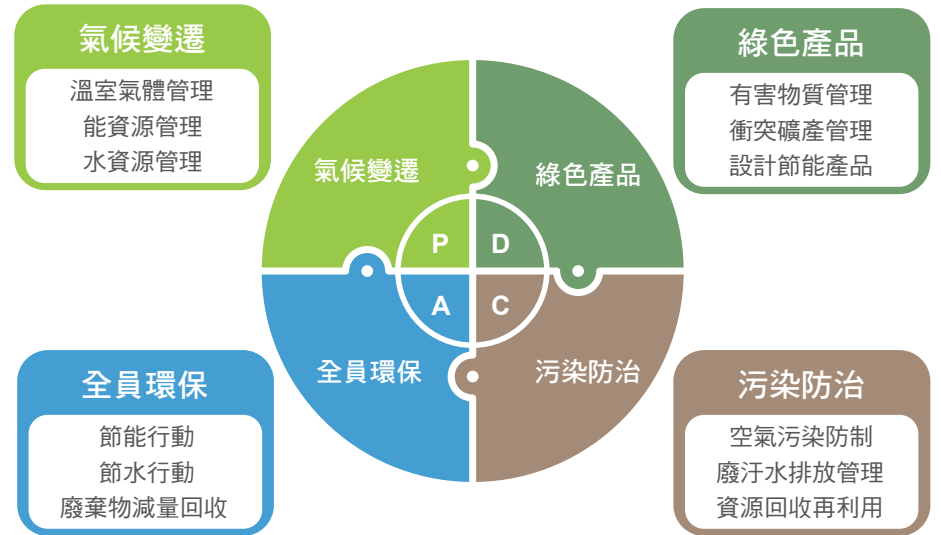 氣候變遷
溫室氣體管理
能資源管理
水資源管理
綠色產品
有害物質管理
衝突礦產管理
設計節能產品
氣候變遷
綠色產品
P
D
A
C
全員環保
污染防治
全員環保
節能行動
節水行動
廢棄物減量回收
污染防治
空氣污染防制
廢汙水排放管理
資源回收再利用